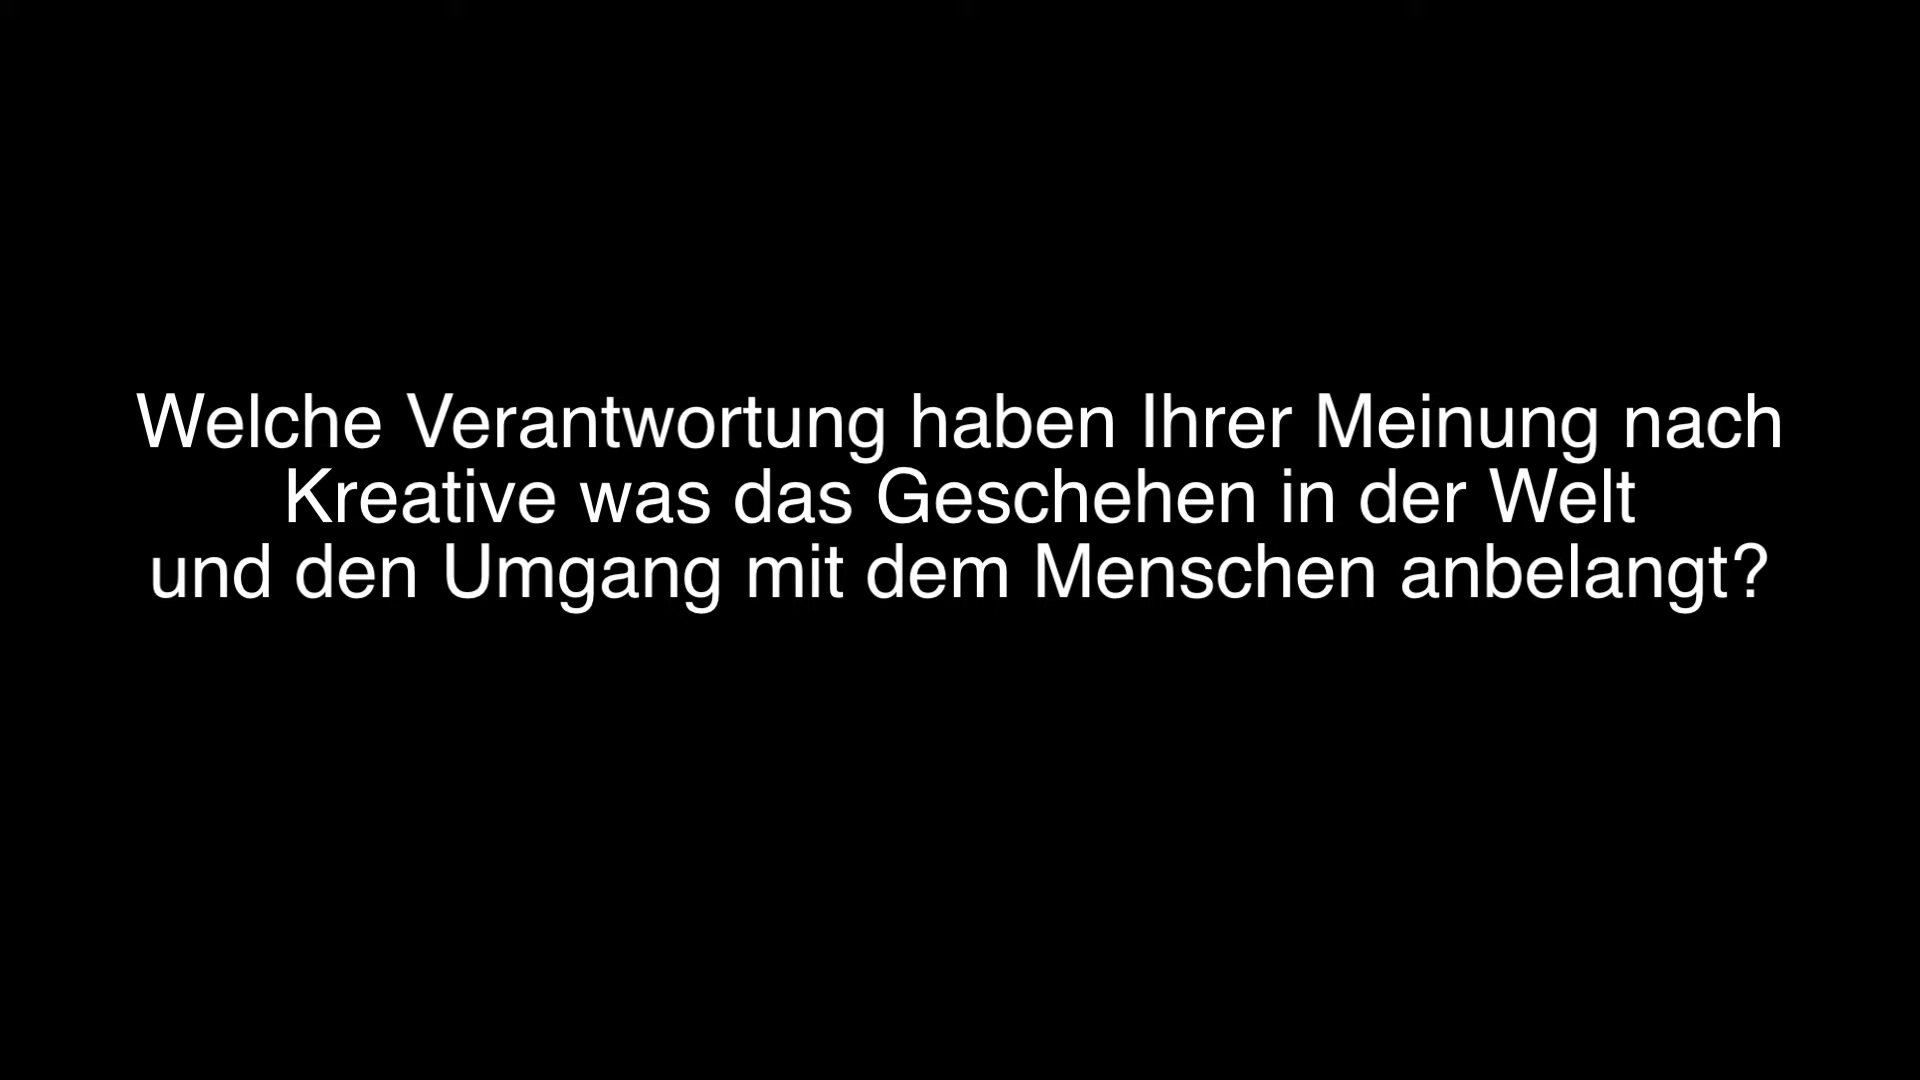 Welche Verantwortung haben Ihrer Meinung nach
Kreative was das Geschehen in der Welt
und den Umgang mit dem Menschen anbelangt?